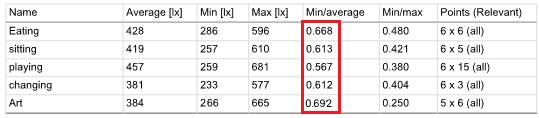 Name Average [lx] Min [lx] Max [lx] Min/average Min/max Points (Relevant)
Eating 428 286 596 0.668 0.480 6 x 6 (all)
sitting 419 257 610 0.613 0.421 6 x 5 (all)
playing 457 259 681 0.567 0.380 6 x 15 (all)
changing 381 233 577 0.612 0.404 6 x 3 (all)
Art 384 266 665 0.692 0.250 5 x 6 (all)